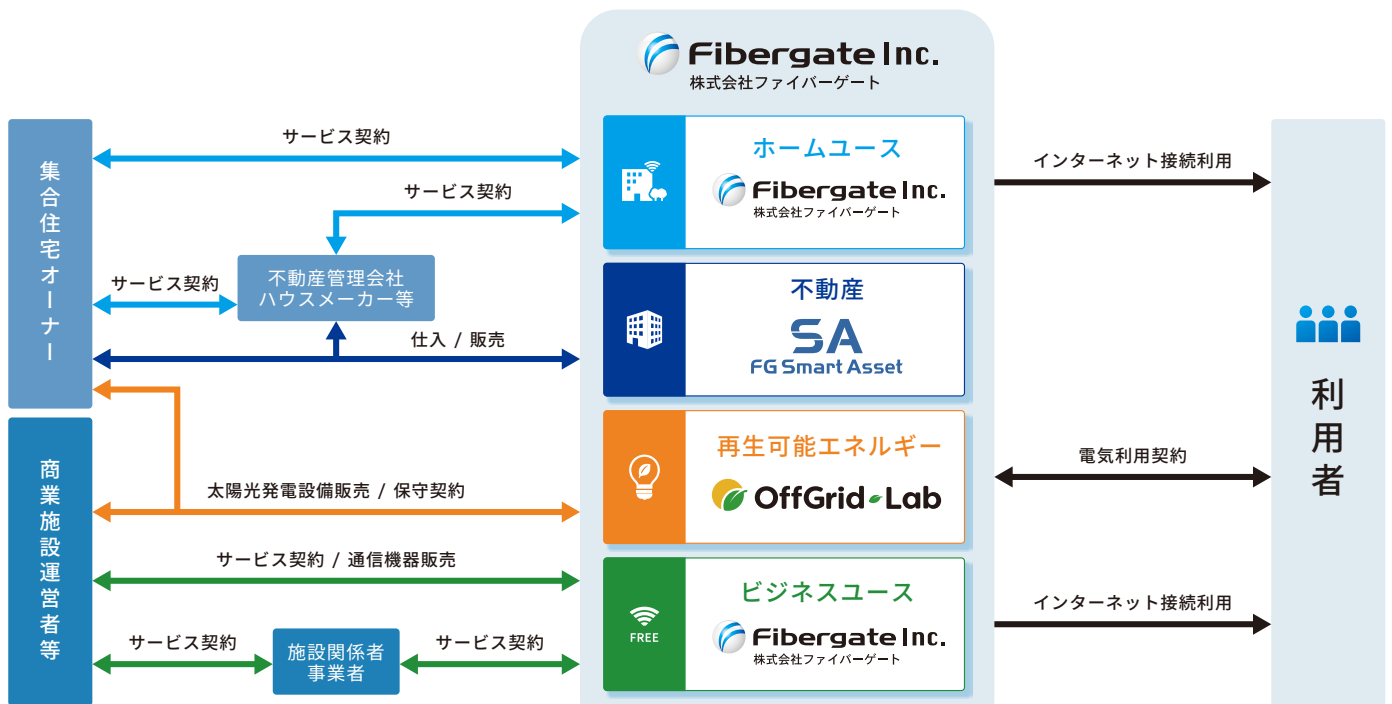 Fibergate Inc.
株式会社ファイバーゲート
集合住宅オーナー
商業施設運営者等
サービス契約
サービス契約
サービス契約
不動産管理会社
ハウスメーカー等
仕入 / 販売
太陽光発電設備販売 / 保守契約
サービス契約 / 通信機器販売
サービス契約
施設関係者
事業者
サービス契約
ホームユース
Fibergate Inc.
株式会社ファイバーゲート
不動産
SA
FG Smart Asset
再生可能エネルギー
OffGrid-Lab
FREE
ビジネスユース
Fibergate Inc.
株式会社ファイバーゲート
インターネット接続利用
電気利用契約
インターネット接続利用
利用者